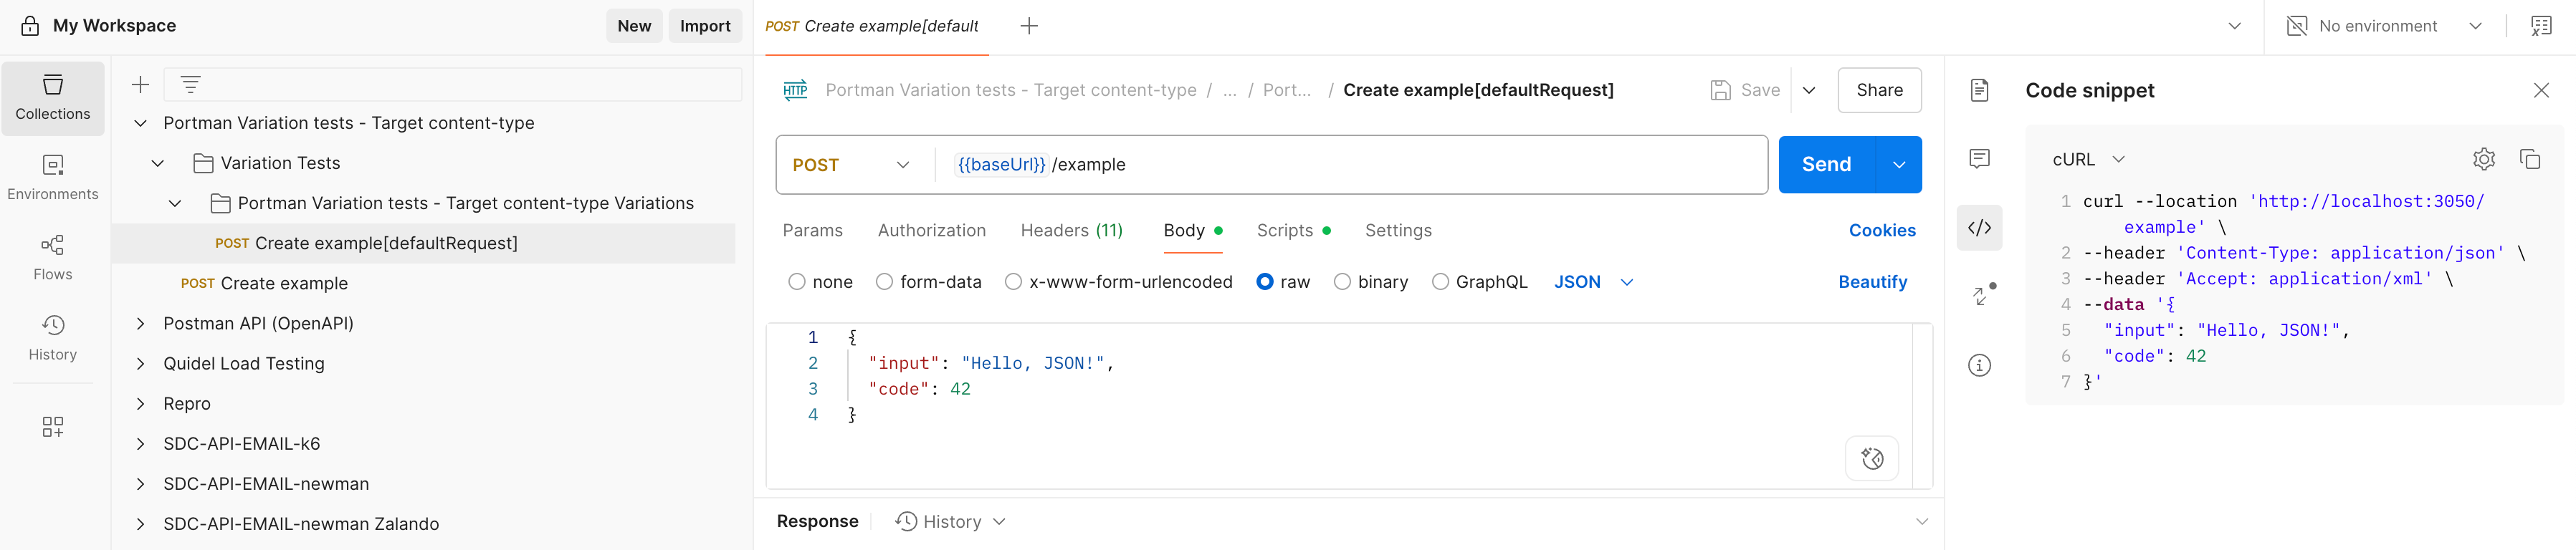 My Workspace
New
Import
Collections
Environments
Flows
History
Portman Variation tests - Target content-type
Variation Tests
Portman Variation tests - Target content-type Variations
POST Create example[defaultRequest]
POST Create example
Postman API (OpenAPI)
Quidel Load Testing
Repro
SDC-API-EMAIL-k6
SDC-API-EMAIL-newman
SDC-API-EMAIL-newman Zalando
POST Create example[default
No environment
HTTP Portman Variation tests - Target content-type / ... / Port... / Create example[defaultRequest]
Save
Share
POST
{{baseUrl}} /example
Send
Params Authorization Headers (11) Body Scripts Settings
Cookies
none form-data x-www-form-urlencoded raw binary GraphQL JSON
Beautify
1 {
2 "input": "Hello, JSON!",
3 "code": 42
4 }
Response
History
Code snippet
cURL
1 curl --location 'http://localhost:3050/
example' \
2 --header 'Content-Type: application/json' \
3 --header 'Accept: application/xml' \
4 --data '{
5 "input": "Hello, JSON!",
6 "code": 42
7 }'